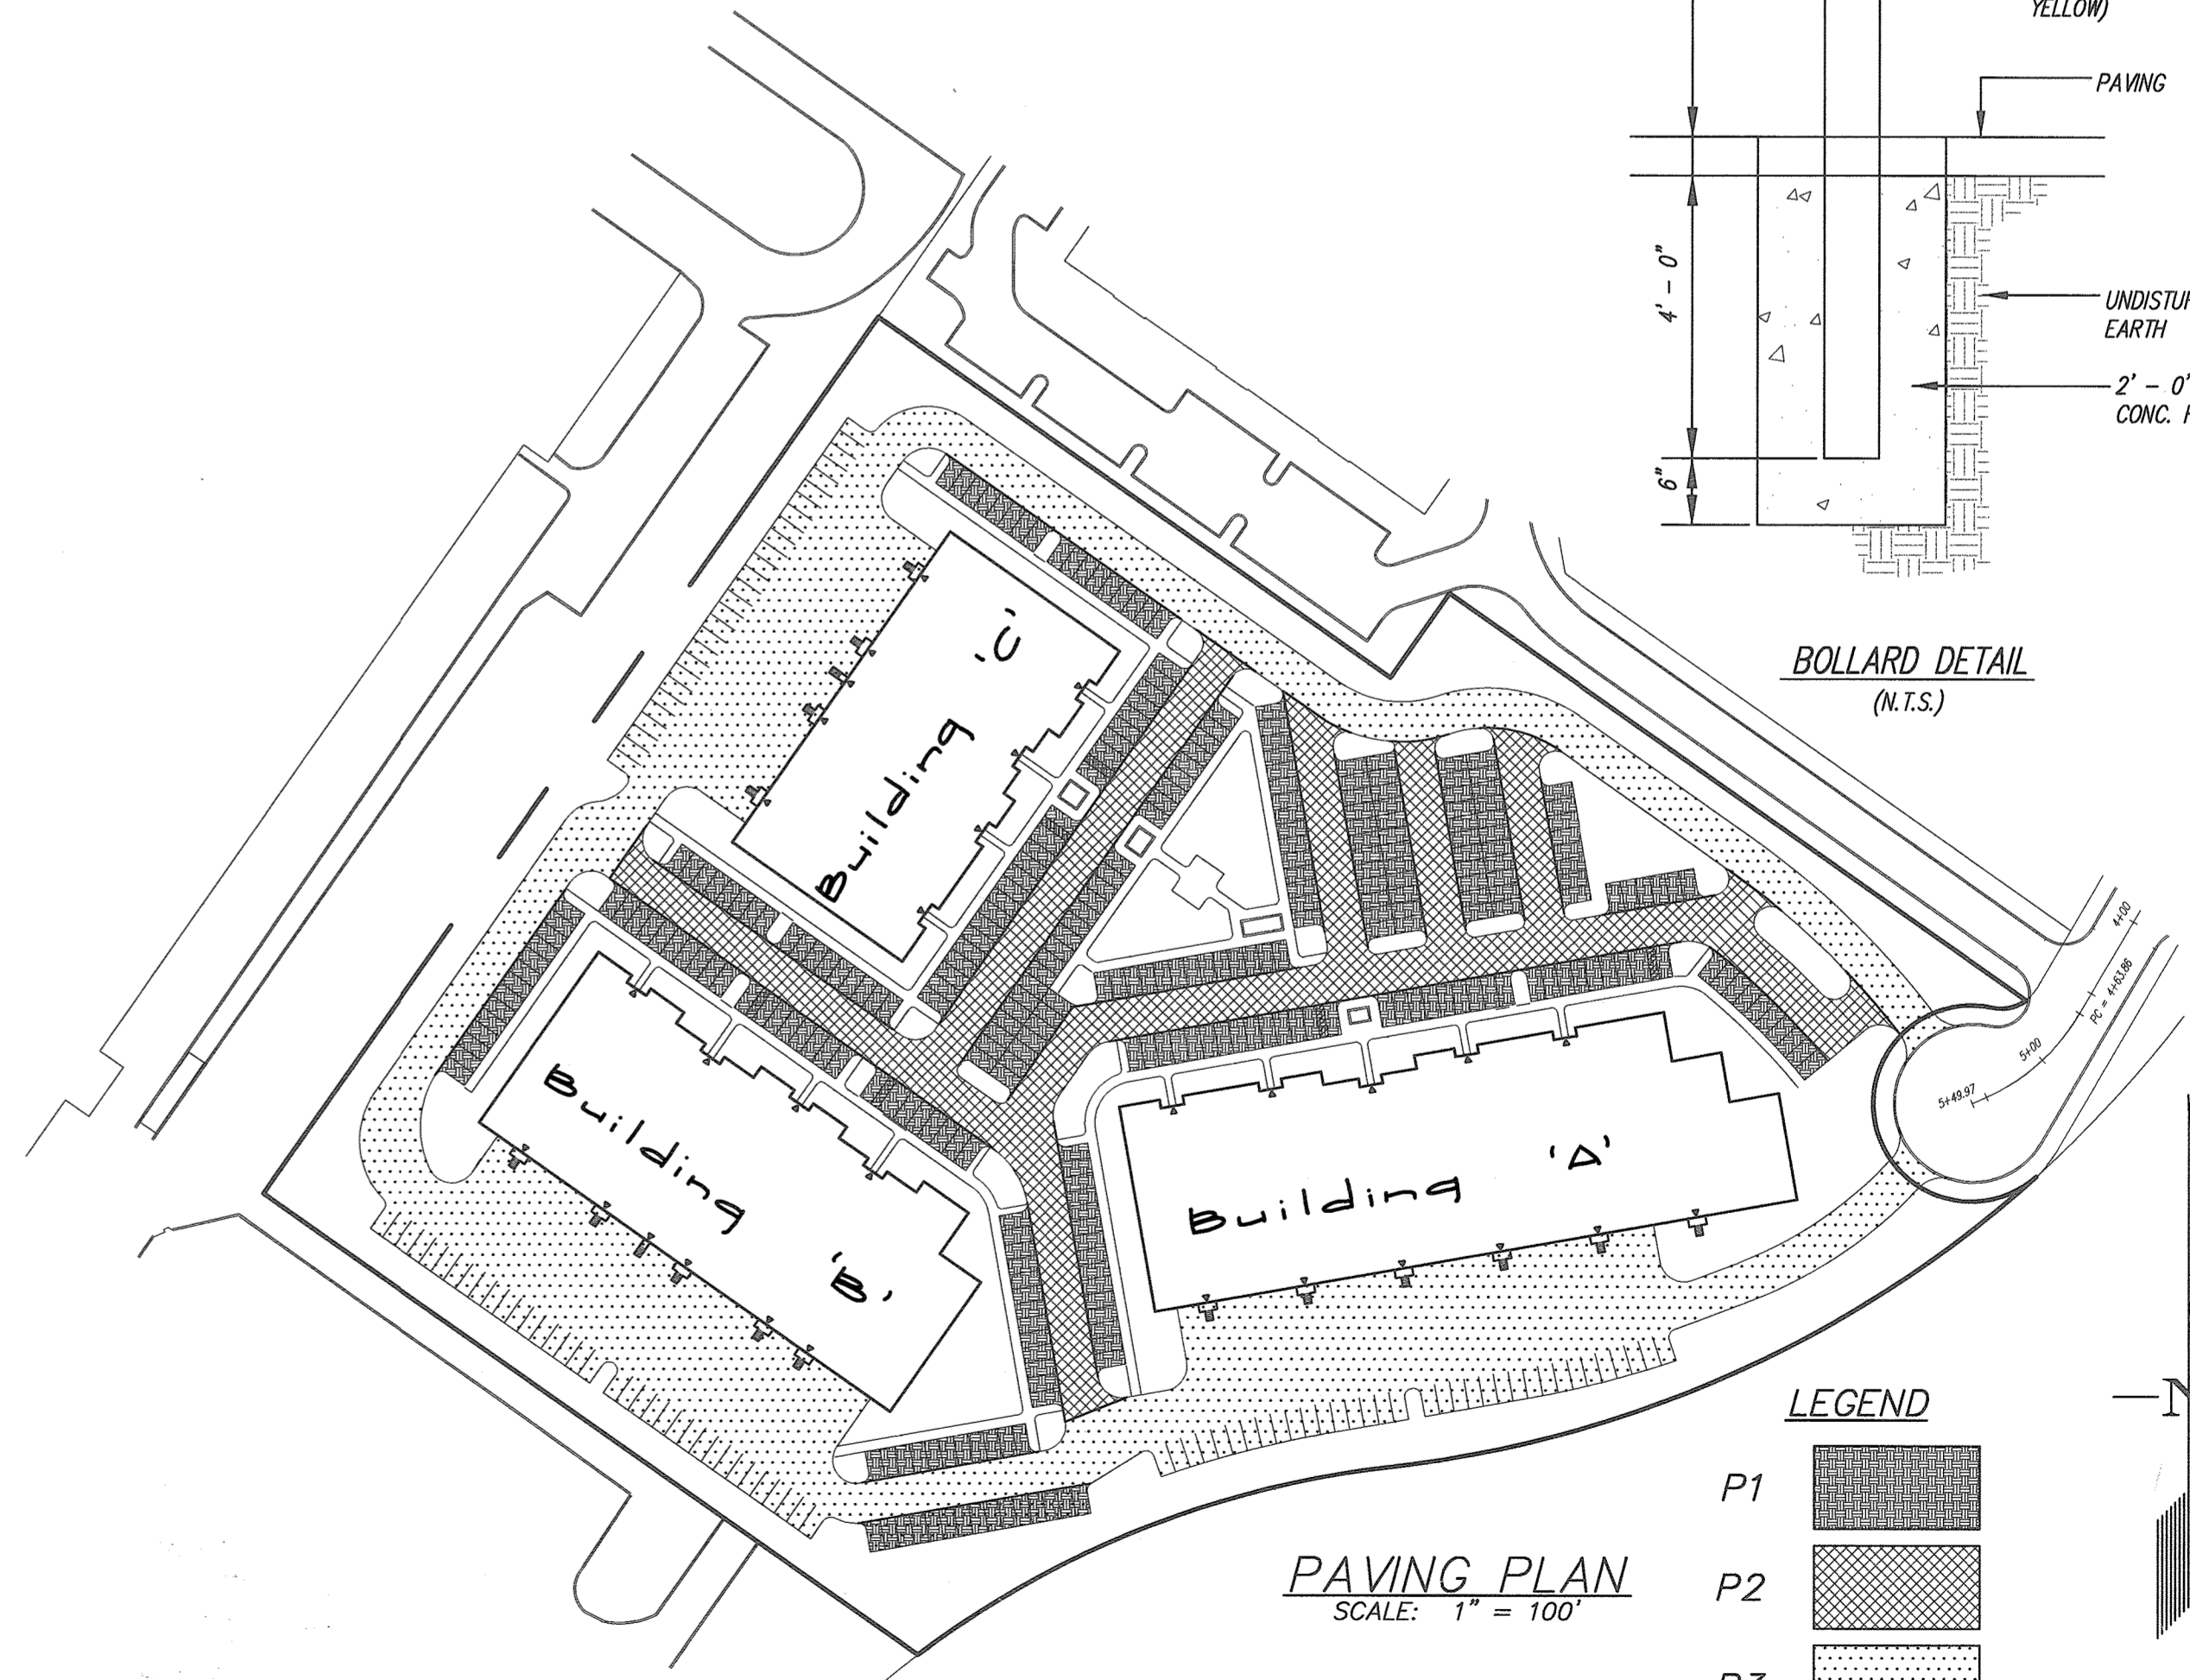 YELLOW)
PAVING
4' - 0"
6"
EARTH
2' - 0"
CONC.
BOLLARD DETAIL
(N.T.S.)
Building 'C'
Building 'B'
Building 'A'
4+00
PC = 4+63.86
5+00
5+49.97
LEGEND
P1
P2
P3
PAVING PLAN
SCALE: 1" = 100'